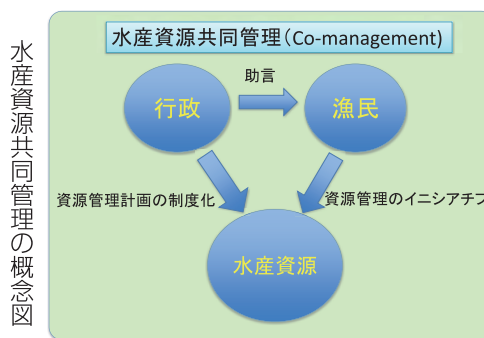 水産資源共同管理の概念図
水産資源共同管理（Co-management)
助言
行政
漁民
資源管理計画の制度化
資源管理のイニシアチブ
水産資源